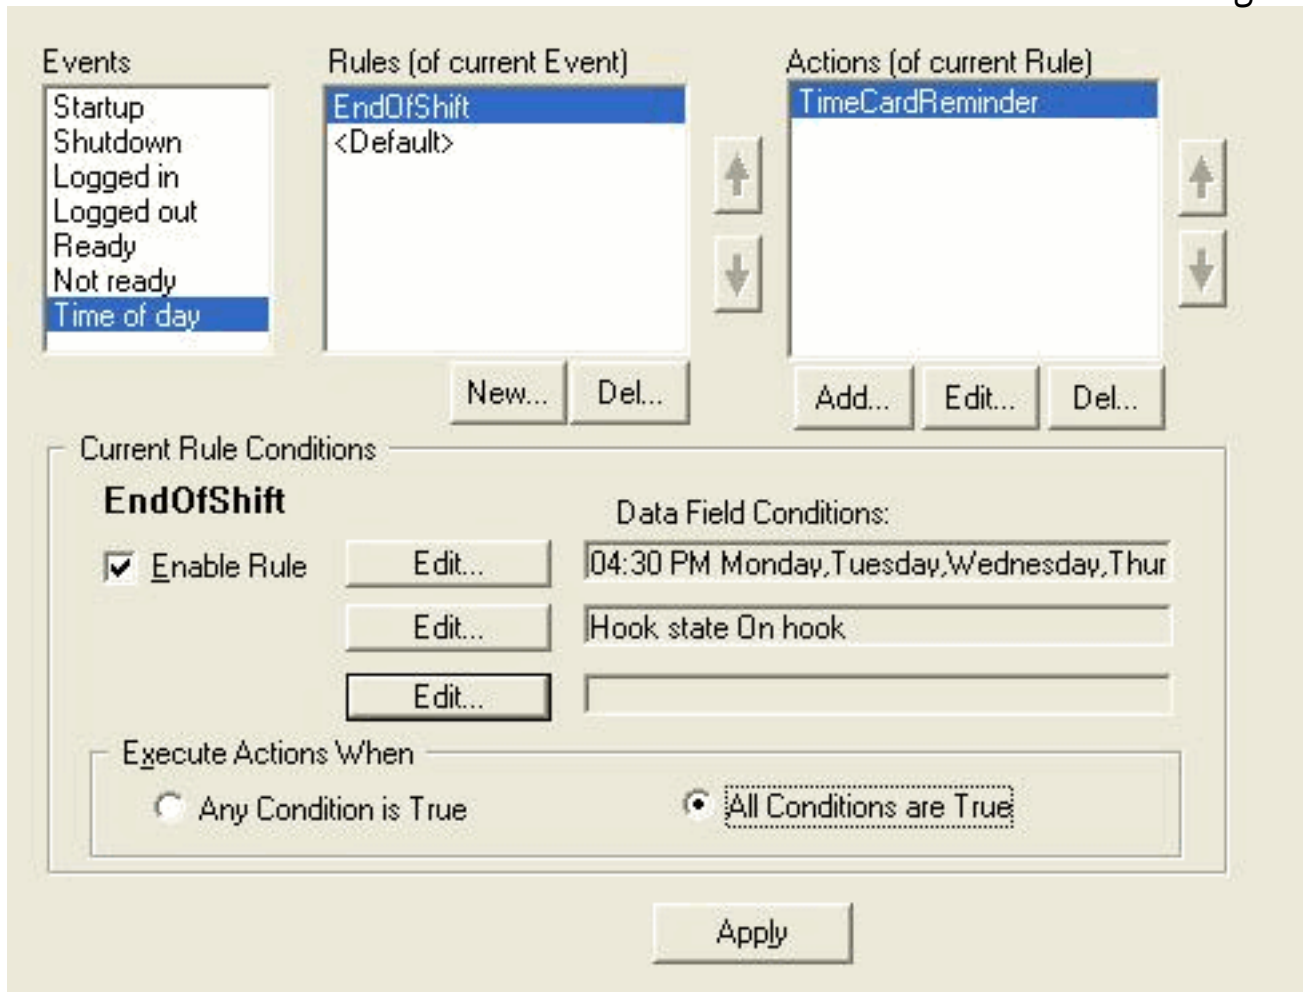 Events
Startup
Shutdown
Logged in
Logged out
Ready
Not ready
Time of day
Rules (of current Event)
EndOfShift
<Default>
New... Del...
Actions (of current Rule)
TimeCardReminder
Add... Edit... Del...
Current Rule Conditions
EndOfShift
Data Field Conditions:
Enable Rule Edit... 04:30 PM Monday,Tuesday,Wednesday,Thur
Edit... Hook state On hook
Edit...
Execute Actions When
Any Condition is True All Conditions are True
Apply